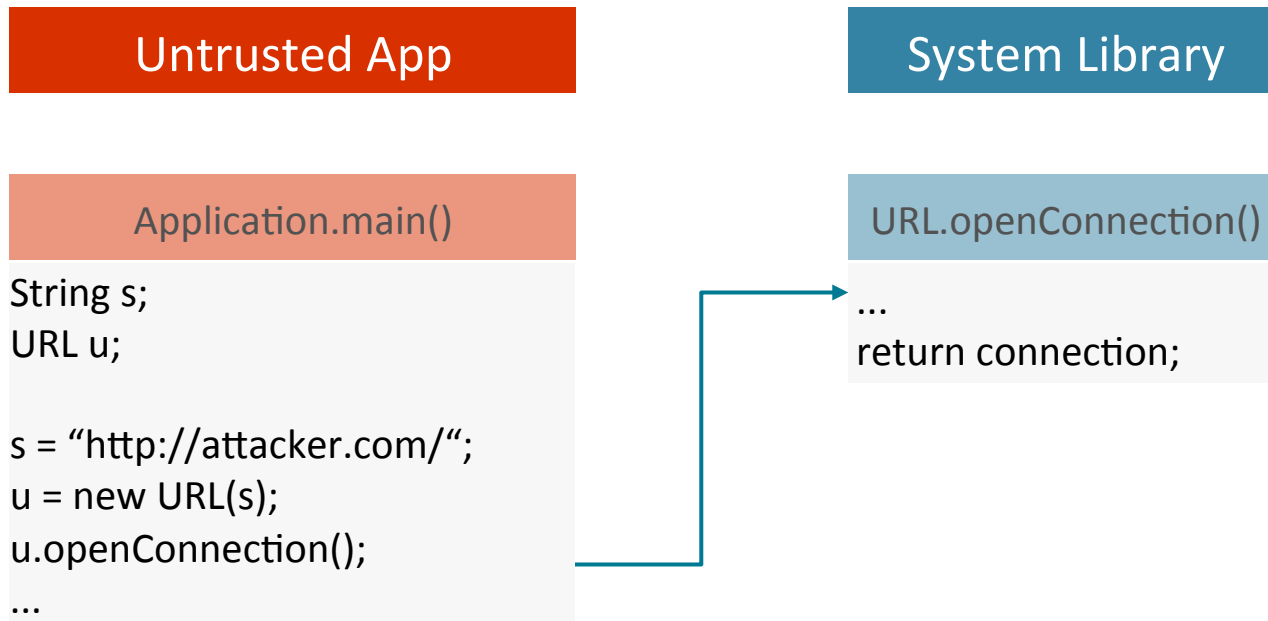 Untrusted App
System Library
Application.main()
String s;
URL u;
s = “http://attacker.com/“;
u = new URL(s);
u.openConnection();
...
URL.openConnection()
...
return connection;